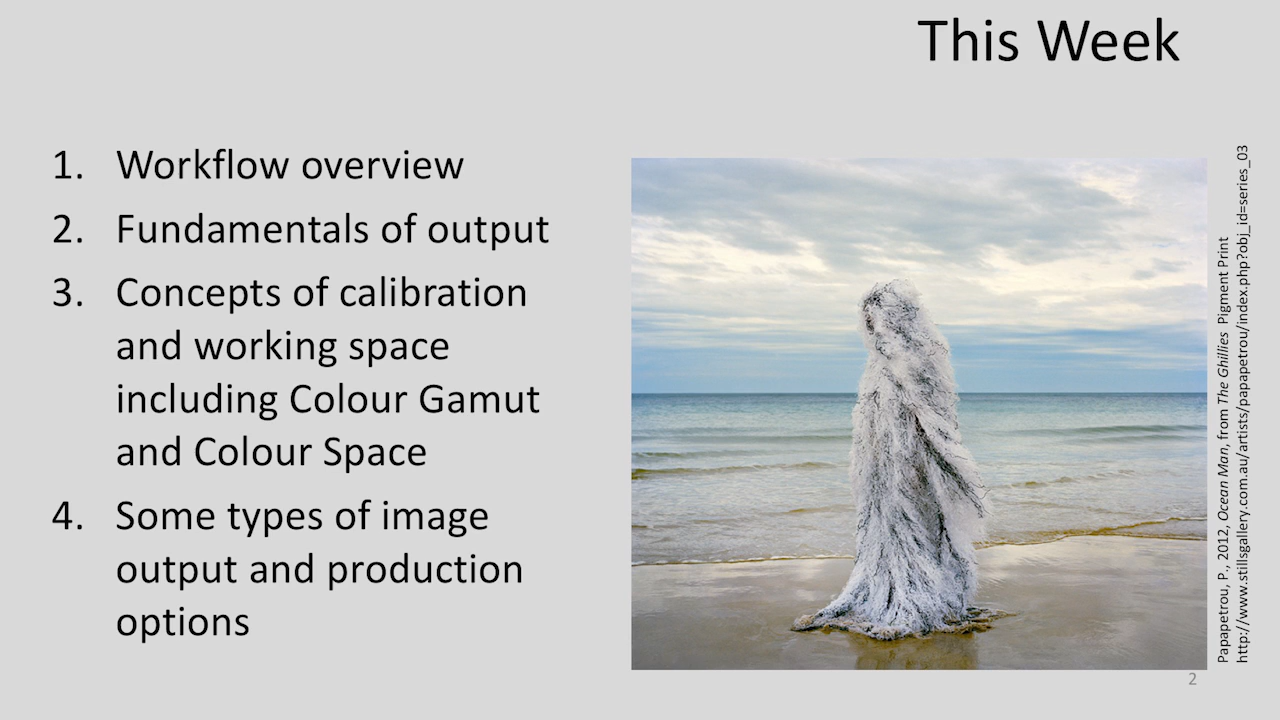 This Week
1. Workflow overview
2. Fundamentals of output
3. Concepts of calibration
and working space
including Colour Gamut
and Colour Space
4. Some types of image
output and production
options
Papapetrou, P., 2012, Ocean Man, from The Ghillies Pigment Print
http://www.stillsgallery.com.au/artists/papapetrou/index.php?obj_id=series_03
2